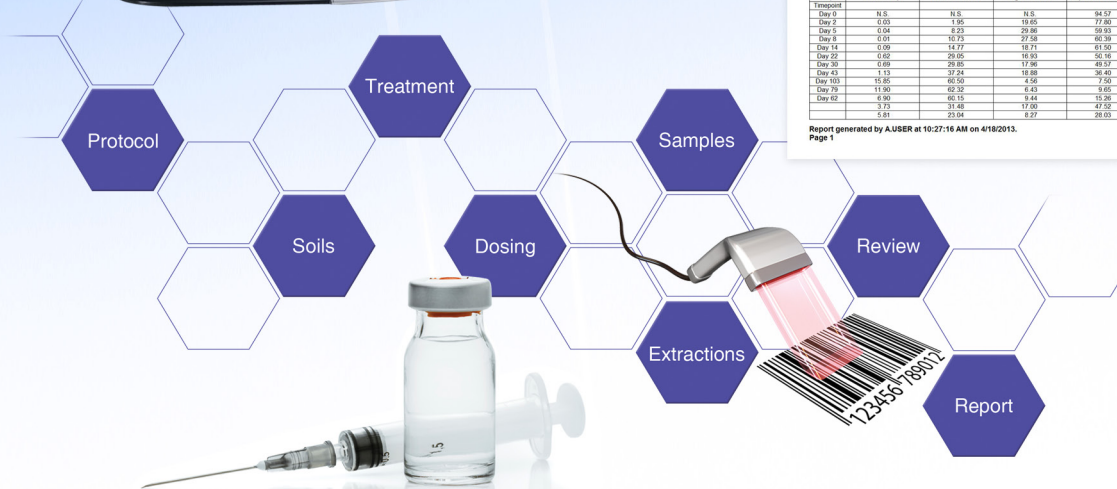 Timepoint
Day 0 N.S. N.S. N.S. 94.57
Day 2 0.03 1.95 19.65 77.80
Day 5 0.04 8.23 29.86 59.93
Day 8 0.01 10.73 27.58 60.39
Day 14 0.09 14.77 18.71 61.50
Day 22 0.62 29.05 16.93 50.16
Day 30 0.69 29.85 17.96 49.57
Day 43 1.13 37.24 18.88 36.40
Day 103 15.85 60.50 4.56 7.50
Day 79 11.90 62.32 6.43 9.65
Day 62 6.90 60.15 9.44 15.26
3.73 31.48 17.00 47.52
5.81 23.04 8.27 28.03
Report generated by A.USER at 10:27:16 AM on 4/18/2013.
Page 1
Treatment
Protocol
Samples
Soils
Dosing
Review
Extractions
123456 789012
Report
1,5
0.5